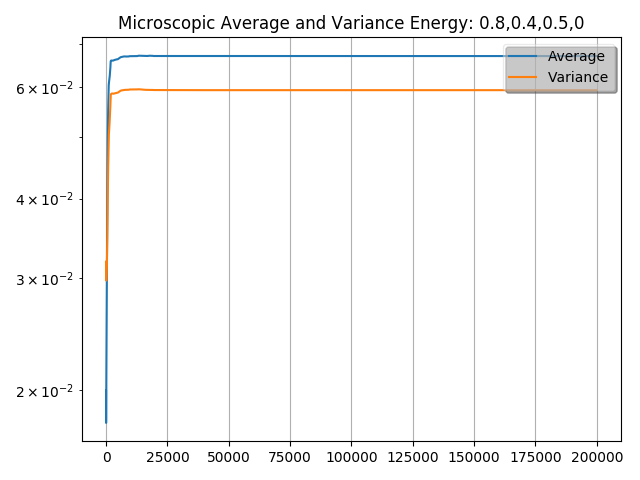 Microscopic Average and Variance Energy: 0.8,0.4,0.5,0
Average
Variance
6 × 10⁻²
4 × 10⁻²
3 × 10⁻²
2 × 10⁻²
0 25000 50000 75000 100000 125000 150000 175000 200000